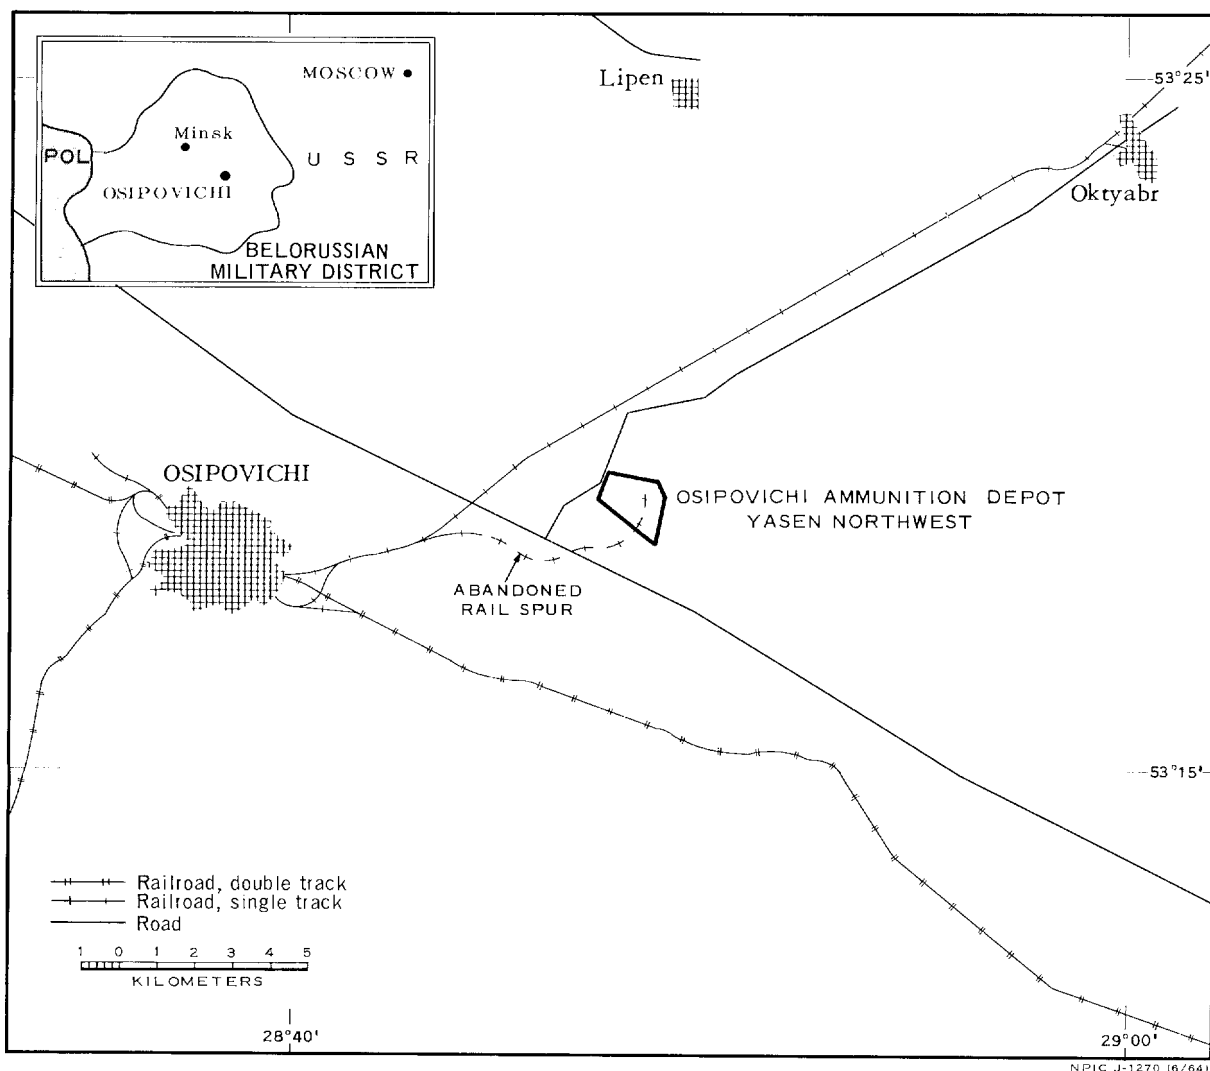 MOSCOW
Minsk
POL
U S S R
OSIPOVICHI
BELORUSSIAN
MILITARY DISTRICT
Lipen
53°25'
Oktyabr
OSIPOVICHI
OSIPOVICHI AMMUNITION DEPOT
YASEN NORTHWEST
ABANDONED
RAIL SPUR
53°15'
Railroad, double track
Railroad, single track
Road
1 0 1 2 3 4 5
KILOMETERS
28°40'
29°00'
NPIC J-1270 (6/64)